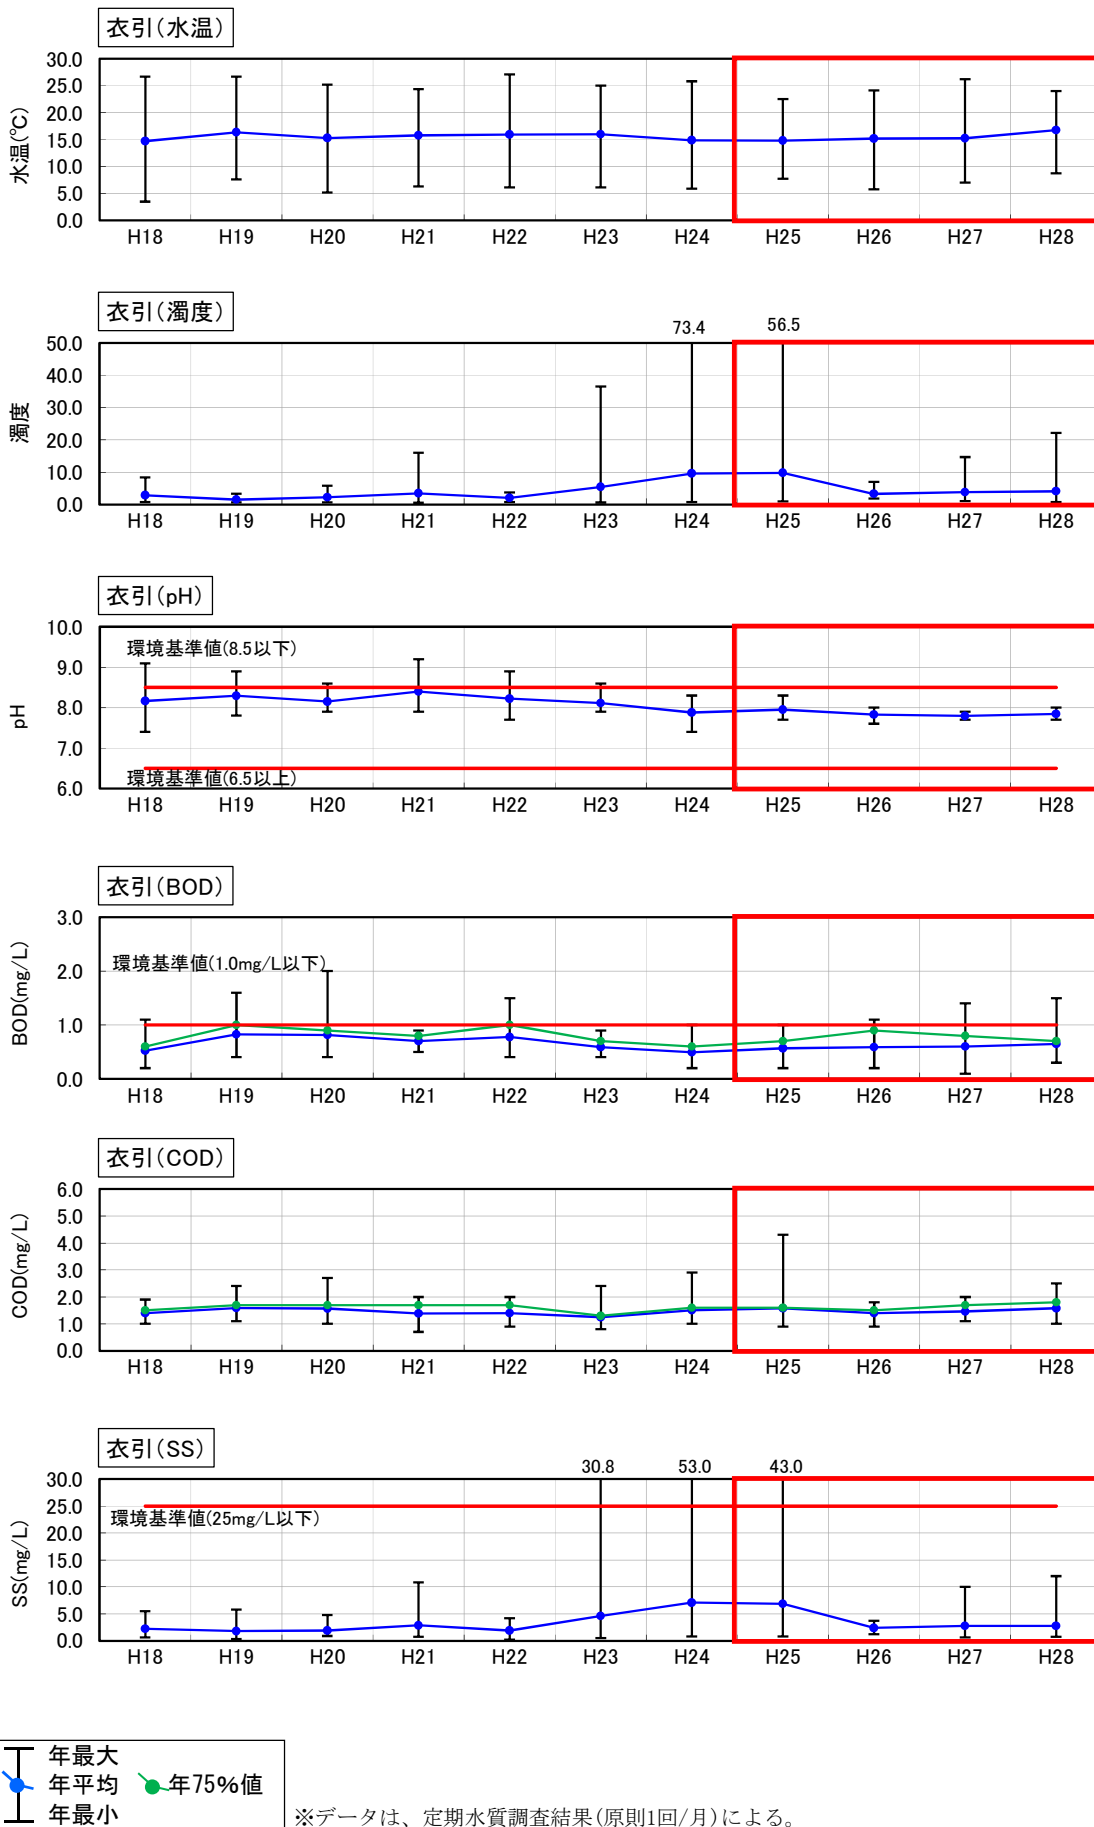 衣引(水温)
30.0
25.0
20.0
15.0
10.0
5.0
0.0
水温(℃)
H18 H19 H20 H21 H22 H23 H24 H25 H26 H27 H28
衣引(濁度)
73.4 56.5
50.0
40.0
30.0
20.0
10.0
0.0
濁度
H18 H19 H20 H21 H22 H23 H24 H25 H26 H27 H28
衣引(pH)
10.0
9.0
8.0
7.0
6.0
pH
環境基準値(8.5以下)
環境基準値(6.5以上)
H18 H19 H20 H21 H22 H23 H24 H25 H26 H27 H28
衣引(BOD)
3.0
2.0
1.0
0.0
BOD(mg/L)
環境基準値(1.0mg/L以下)
H18 H19 H20 H21 H22 H23 H24 H25 H26 H27 H28
衣引(COD)
6.0
5.0
4.0
3.0
2.0
1.0
0.0
COD(mg/L)
H18 H19 H20 H21 H22 H23 H24 H25 H26 H27 H28
衣引(SS)
30.8 53.0 43.0
30.0
25.0
20.0
15.0
10.0
5.0
0.0
SS(mg/L)
環境基準値(25mg/L以下)
H18 H19 H20 H21 H22 H23 H24 H25 H26 H27 H28
年最大
年平均 年75%値
年最小
※データは、定期水質調査結果(原則1回/月)による。